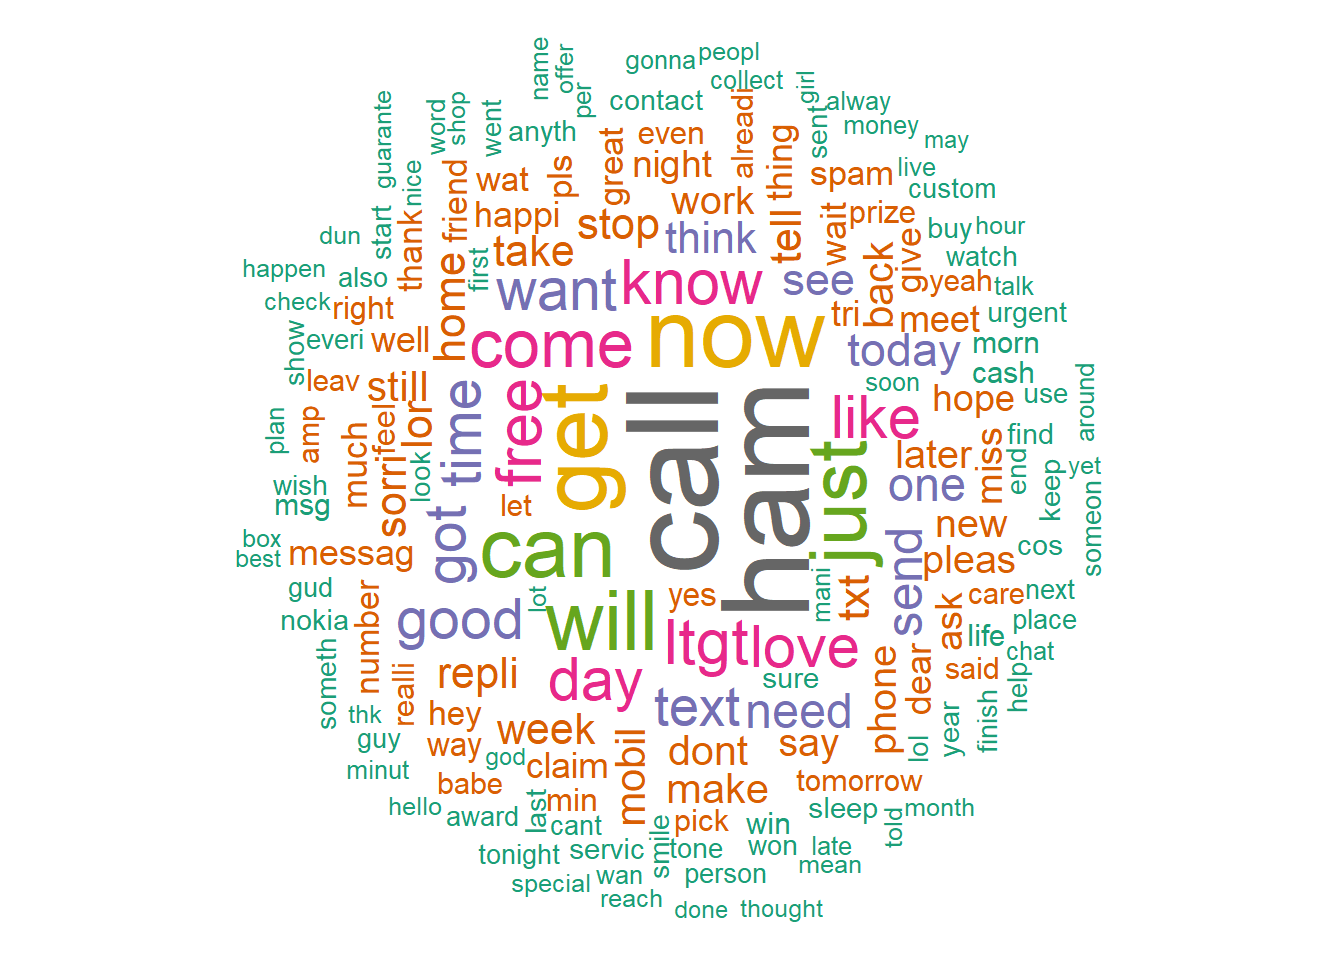 name
offer
gonna
peopl
collect
per
girl
contact
alway
guarante
word
shop
went
anyth
even
alreadi
sent
money
may
nice
wat
pls
great
night
thing
spam
live
custom
start
thank
friend
happi
stop
work
tell
wait
prize
buy
hour
dun
first
take
think
back
give
watch
happen
also
home
want
know
see
yeah
talk
check
right
tri
meet
urgent
show
everi
well
come
now
today
morn
leav
still
soon
cash
plan
amp
much
feel
lor
time
free
get
call
ham
like
hope
use
around
sorri
look
just
later
miss
find
end
wish
msg
let
one
keep
yet
someon
box
best
messag
got
can
send
new
pleas
cos
gud
nokia
number
good
lot
will
yes
mani
txt
ask
care
next
place
someth
realli
repli
day
ltgt
love
sure
phone
dear
life
said
chat
help
thk
guy
hey
way
week
text
need
say
lol
year
finish
minut
god
claim
mobil
dont
tomorrow
hello
babe
award
last
min
cant
make
pick
win
sleep
told
month
tonight
servic
smile
tone
won
late
mean
special
wan
reach
person
done
thought